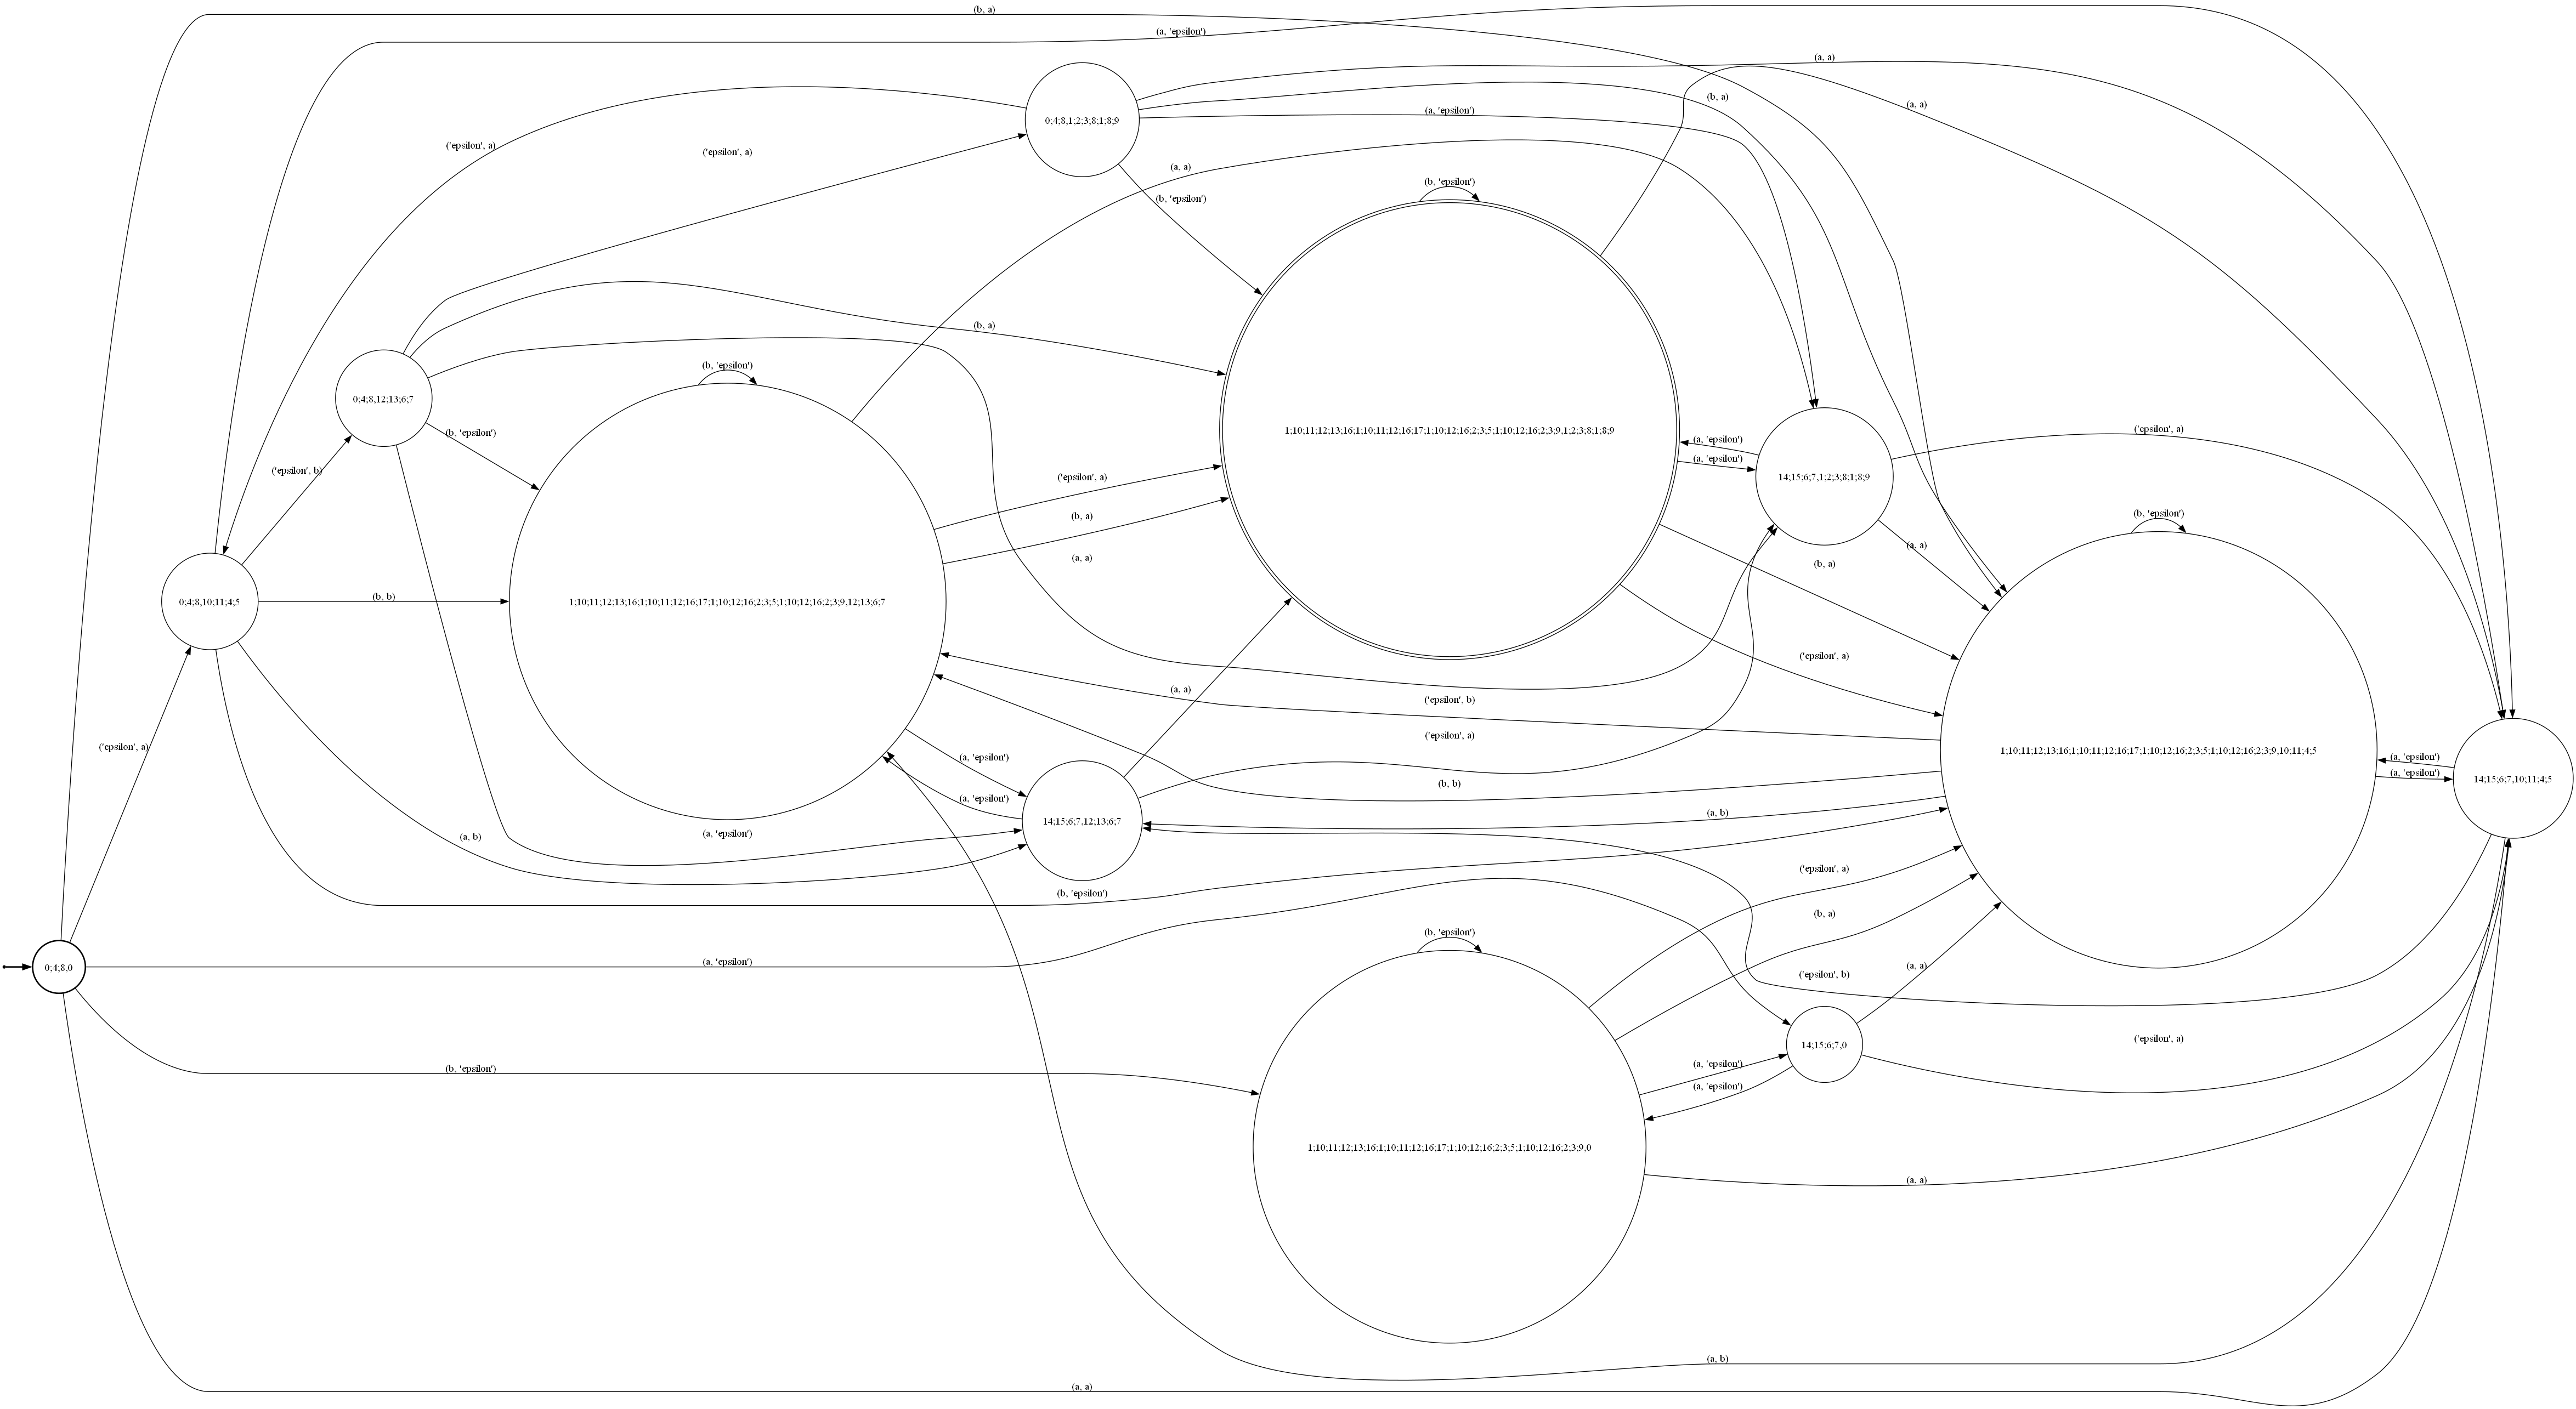 (b, a)
(a, 'epsilon')
(a, a)
(b, a)
(a, a)
(a, 'epsilon')
0;4;8,1;2;3;8;1;8;9
('epsilon', a)
('epsilon', a)
(a, a)
(b, 'epsilon')
(b, 'epsilon')
(b, a)
(b, 'epsilon')
0;4;8,12;13;6;7
1;10;11;12;13;16;1;10;11;12;16;17;1;10;12;16;2;3;5;1;10;12;16;2;3;9,1;2;3;8;1;8;9
('epsilon', a)
(b, 'epsilon')
(a, 'epsilon')
(a, 'epsilon')
('epsilon', b)
('epsilon', a)
14;15;6;7,1;2;3;8;1;8;9
(b, 'epsilon')
(b, a)
(a, a)
(a, a)
(b, a)
(b, b)
0;4;8,10;11;4;5
1;10;11;12;13;16;1;10;11;12;16;17;1;10;12;16;2;3;5;1;10;12;16;2;3;9,12;13;6;7
('epsilon', a)
(a, a)
('epsilon', b)
('epsilon', a)
('epsilon', a)
1;10;11;12;13;16;1;10;11;12;16;17;1;10;12;16;2;3;5;1;10;12;16;2;3;9,10;11;4;5
(a, 'epsilon')
(a, 'epsilon')
(a, 'epsilon')
14;15;6;7,10;11;4;5
(b, b)
(a, 'epsilon')
(a, b)
14;15;6;7,12;13;6;7
(a, 'epsilon')
(a, b)
('epsilon', a)
(b, 'epsilon')
(b, a)
(b, 'epsilon')
(a, 'epsilon')
0;4;8,0
(a, a)
('epsilon', b)
('epsilon', a)
14;15;6;7,0
(a, 'epsilon')
(b, 'epsilon')
(a, 'epsilon')
1;10;11;12;13;16;1;10;11;12;16;17;1;10;12;16;2;3;5;1;10;12;16;2;3;9,0
(a, a)
(a, b)
(a, a)